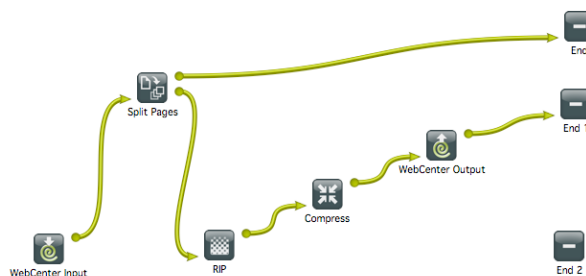 End
Split Pages
End 1
WebCenter Output
Compress
RIP
WebCenter Input
End 2